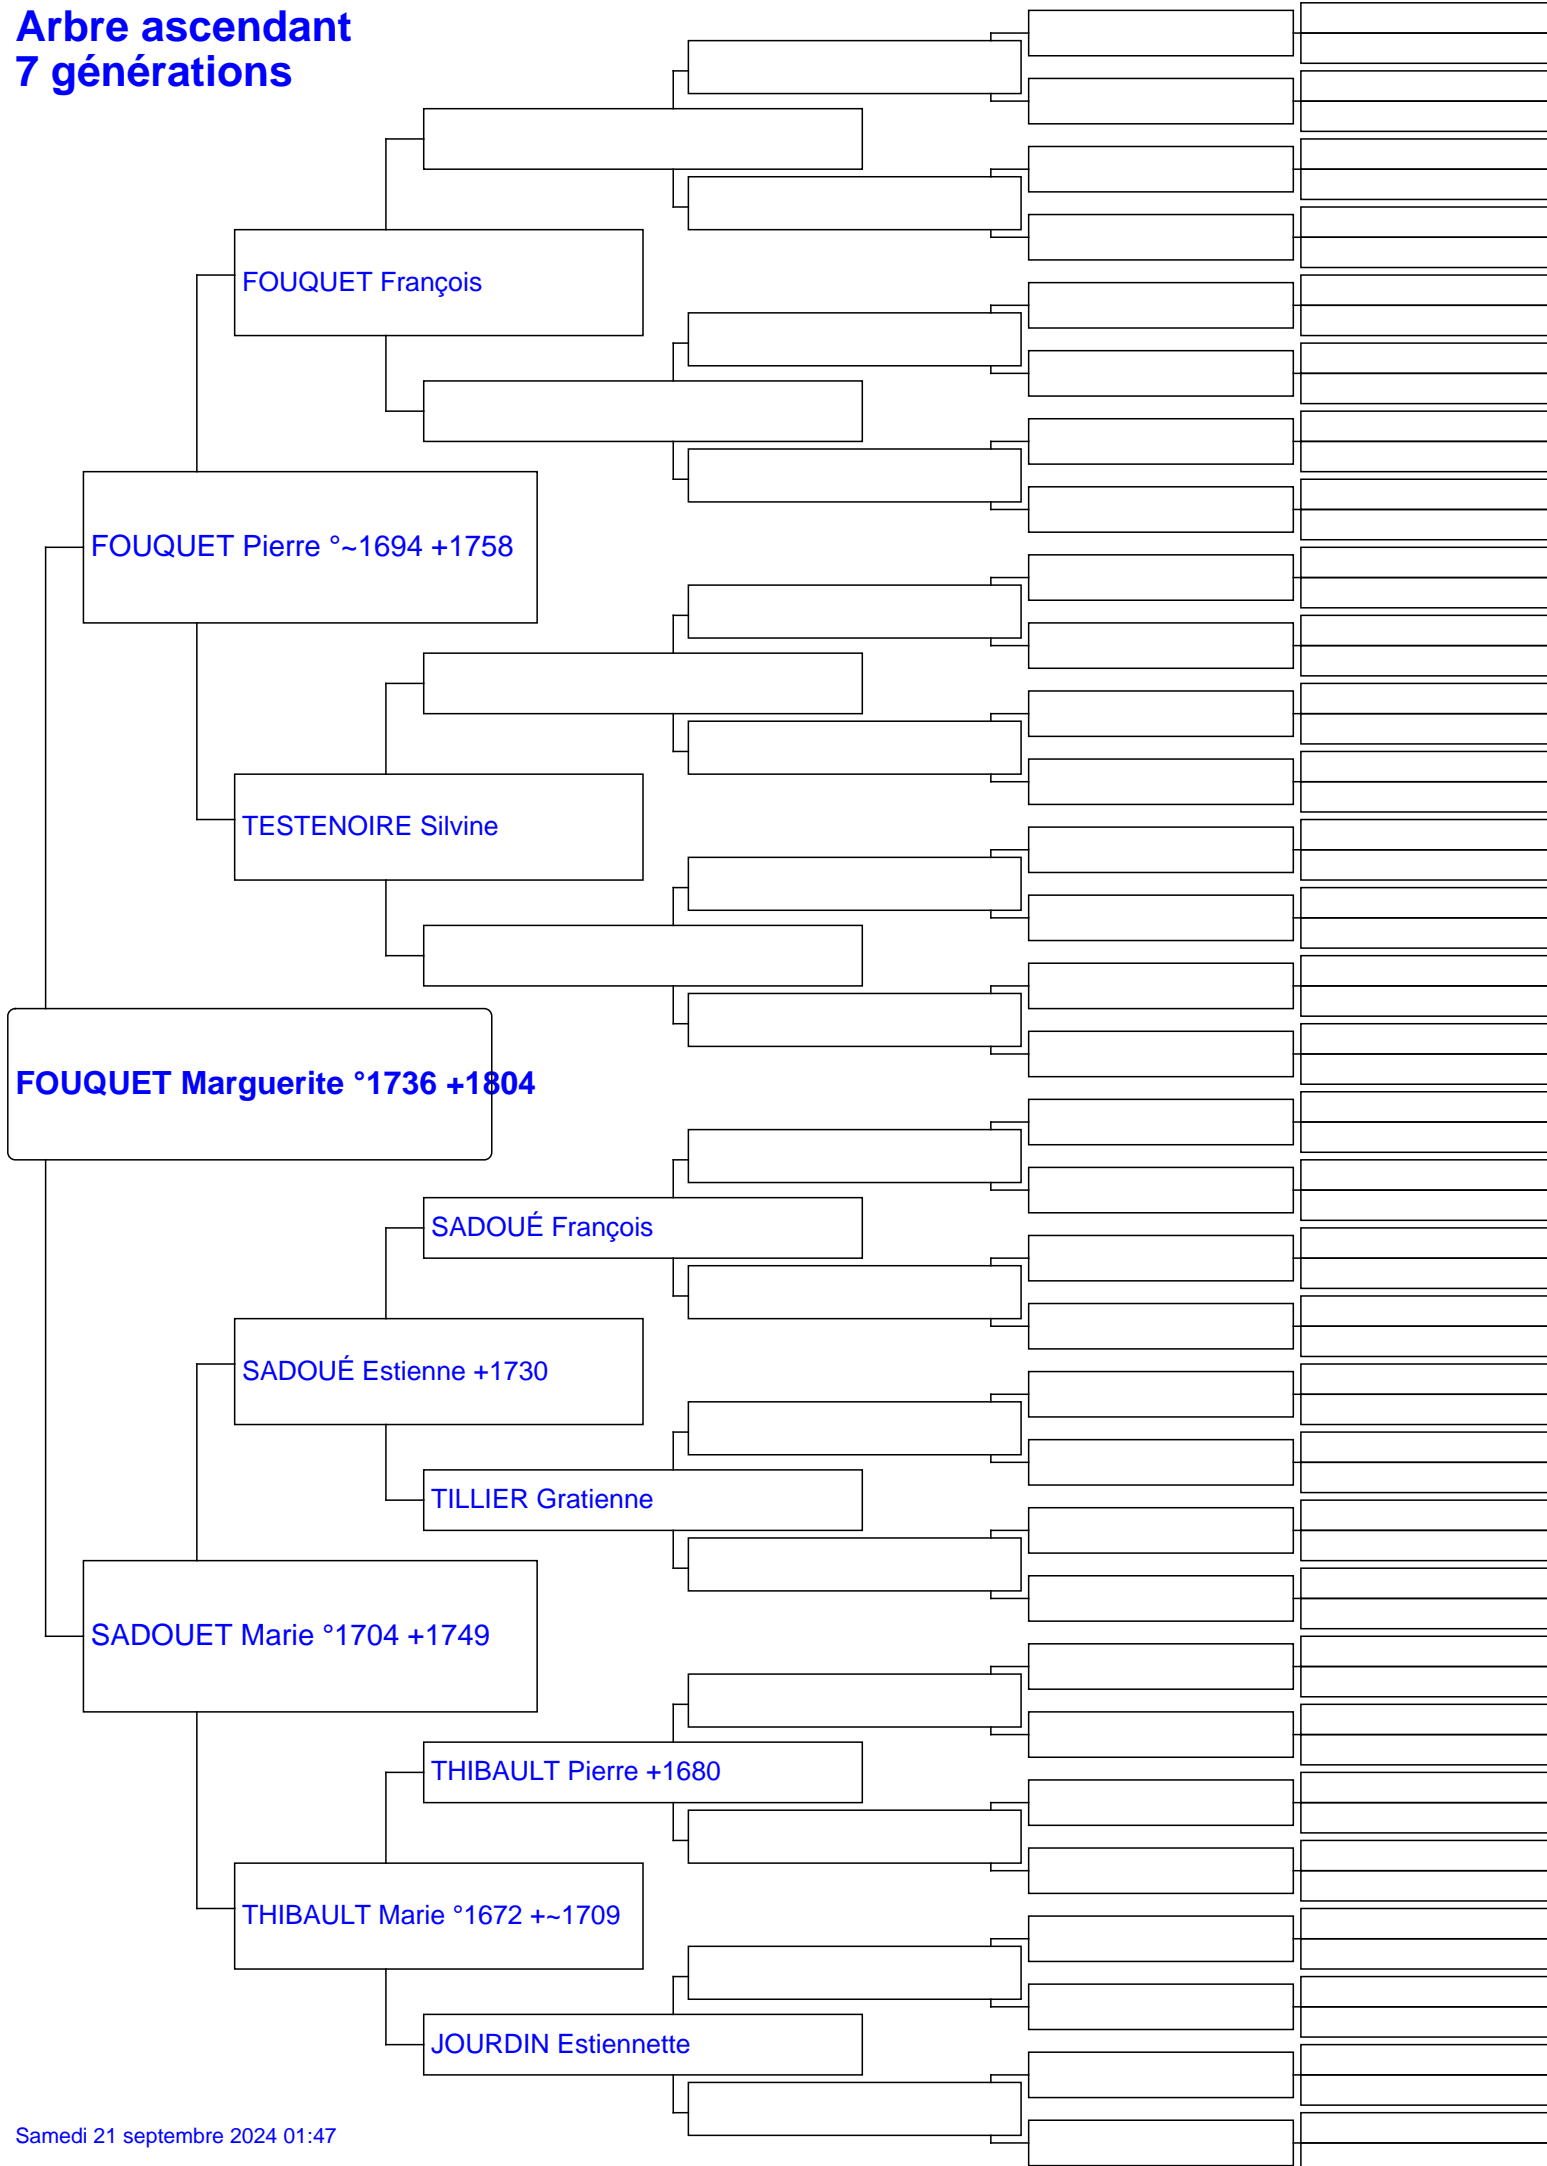 Arbre ascendant
7 générations
FOUQUET François
FOUQUET Pierre °~1694 +1758
TESTENOIRE Silvine
FOUQUET Marguerite °1736 +1804
SADOUÉ François
SADOUÉ Estienne +1730
TILLIER Gratienne
SADOUET Marie °1704 +1749
THIBAULT Pierre +1680
THIBAULT Marie °1672 +~1709
JOURDIN Estiennette
Samedi 21 septembre 2024 01:47